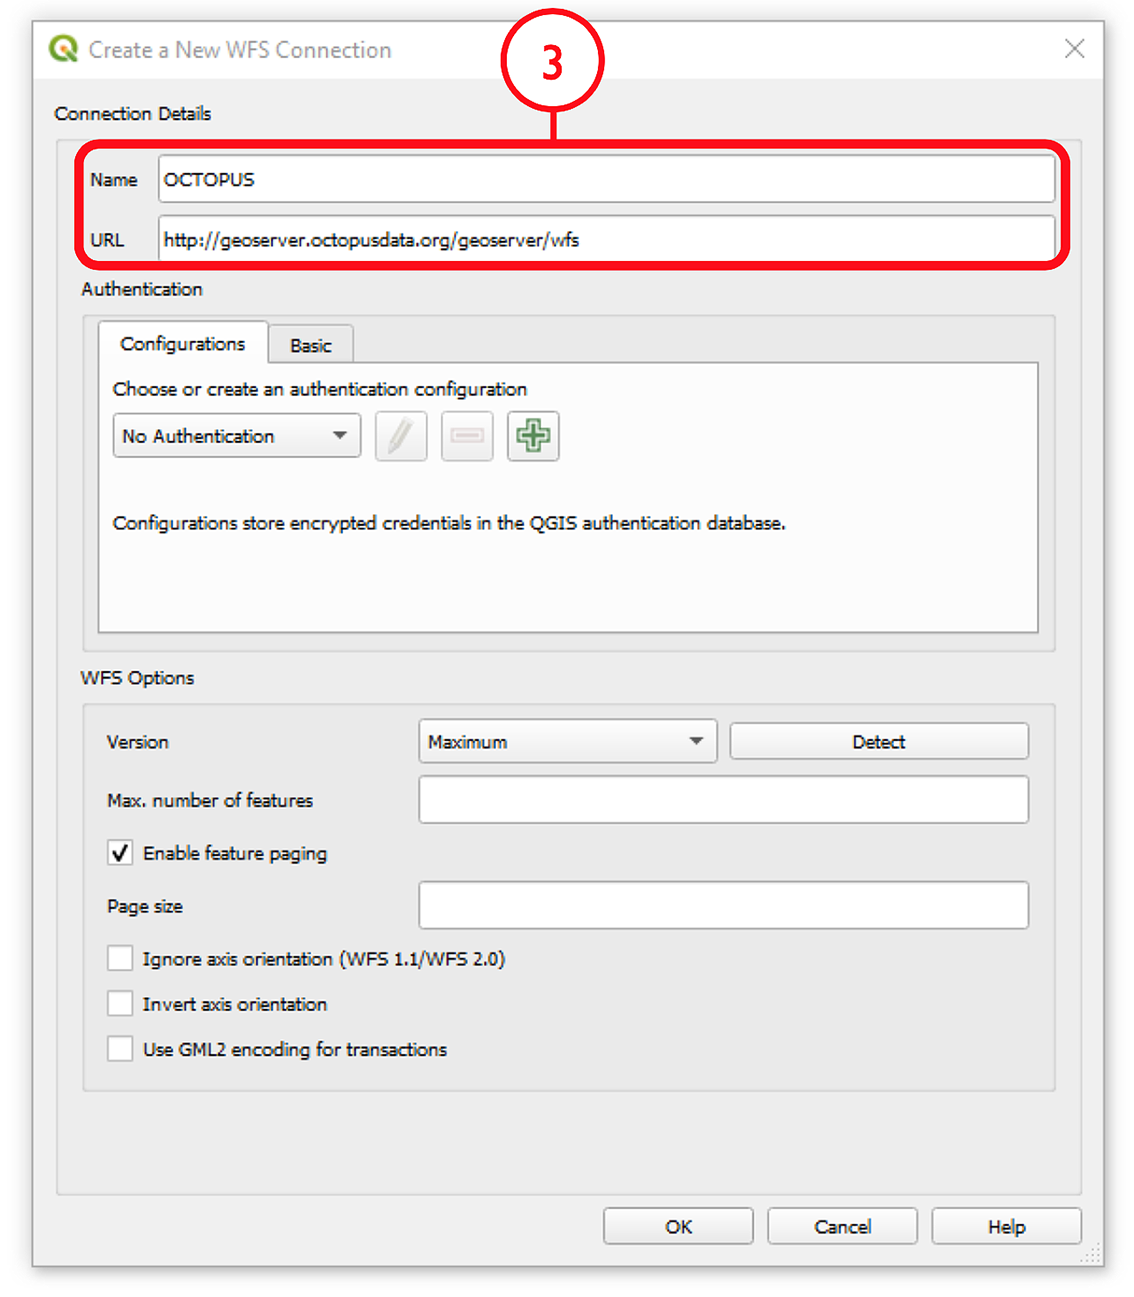 Create a New WFS Connection
3
Connection Details
Name OCTOPUS
URL http://geoserver.octopusdata.org/geoserver/wfs
Authentication
Configurations Basic
Choose or create an authentication configuration
No Authentication
Configurations store encrypted credentials in the QGIS authentication database.
WFS Options
Version Maximum Detect
Max. number of features
Enable feature paging
Page size
Ignore axis orientation (WFS 1.1/WFS 2.0)
Invert axis orientation
Use GML2 encoding for transactions
OK Cancel Help